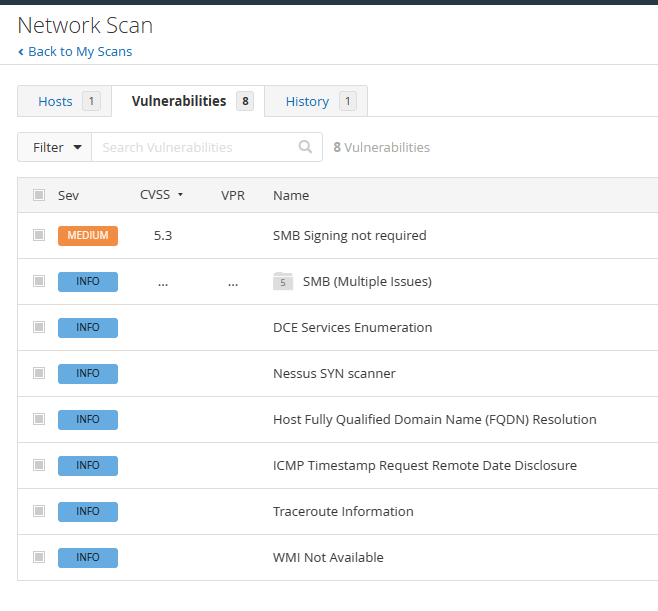 Network Scan
Back to My Scans
Hosts 1 Vulnerabilities 8 History 1
Filter Search Vulnerabilities 8 Vulnerabilities
Sev CVSS VPR Name
MEDIUM 5.3 SMB Signing not required
INFO ... ... 5 SMB (Multiple Issues)
INFO DCE Services Enumeration
INFO Nessus SYN scanner
INFO Host Fully Qualified Domain Name (FQDN) Resolution
INFO ICMP Timestamp Request Remote Date Disclosure
INFO Traceroute Information
INFO WMI Not Available